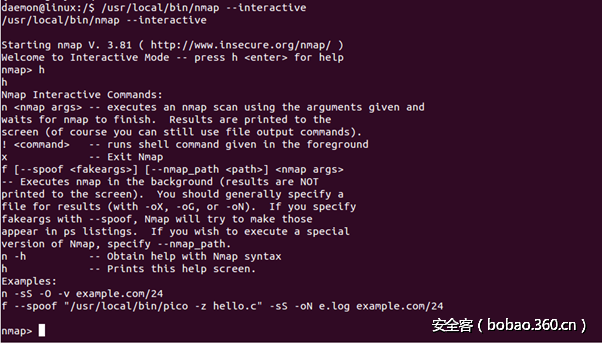 daemon@linux:/$ /usr/local/bin/nmap --interactive
/usr/local/bin/nmap --interactive
Starting nmap V. 3.81 ( http://www.insecure.org/nmap/ )
Welcome to Interactive Mode -- press h <enter> for help
nmap> h
h
Nmap Interactive Commands:
n <nmap args> -- executes an nmap scan using the arguments given and
waits for nmap to finish.  Results are printed to the
screen (of course you can still use file output commands).
! <command>   -- runs shell command given in the foreground
x             -- Exit Nmap
f [--spoof <fakeargs>] [--nmap_path <path>] <nmap args>
-- Executes nmap in the background (results are NOT
printed to the screen).  You should generally specify a
file for results (with -oX, -oG, or -oN).  If you specify
fakeargs with --spoof, Nmap will try to make those
appear in ps listings.  If you wish to execute a special
version of Nmap, specify --nmap_path.
n -h          -- Obtain help with Nmap syntax
h             -- Prints this help screen.
Examples:
n -sS -O -v example.com/24
f --spoof "/usr/local/bin/pico -z hello.c" -sS -oN e.log example.com/24
nmap>
安全客（bobao.360.cn）